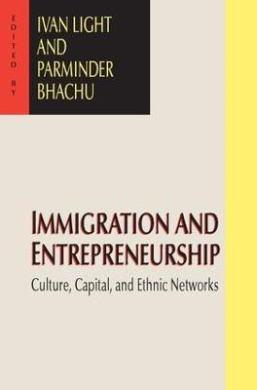 EDITED BY
IVAN LIGHT
AND
PARMINDER
BHACHU
IMMIGRATION AND
ENTREPRENEURSHIP
Culture, Capital, and Ethnic Networks